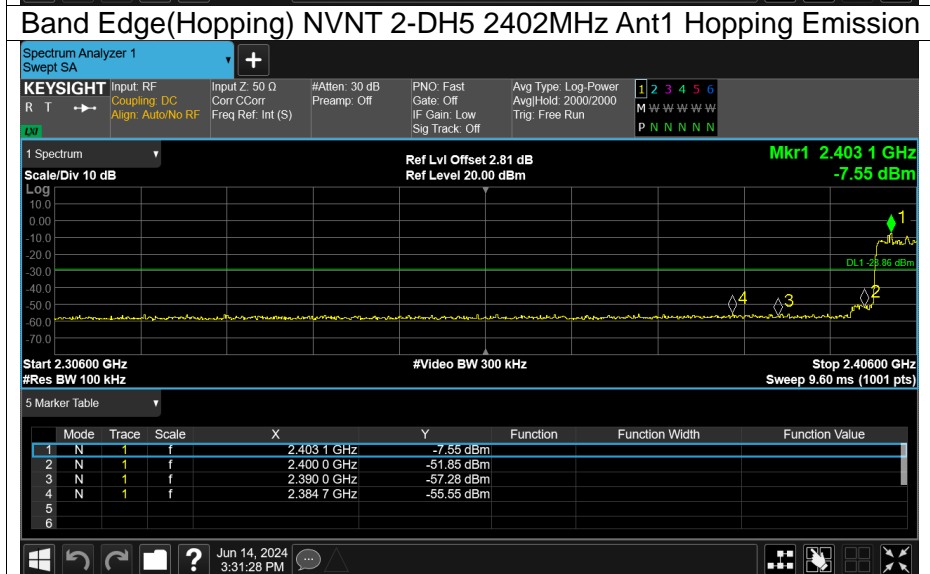 Band Edge(Hopping) NVNT 2-DH5 2402MHz Ant1 Hopping Emission
Spectrum Analyzer 1
Swept SA
+
KEYSIGHT Input: RF Input Z: 50 Ω #Atten: 30 dB PNO: Fast Avg Type: Log-Power 1 2 3 4 5 6
R T Coupling: DC Corr CCorr Preamp: Off Gate: Off Avg|Hold: 2000/2000 M W W W W W
Align: Auto/No RF Freq Ref: Int (S) IF Gain: Low Trig: Free Run
LXI Sig Track: Off P N N N N N
1 Spectrum Ref Lvl Offset 2.81 dB Mkr1 2.403 1 GHz
Scale/Div 10 dB Ref Level 20.00 dBm -7.55 dBm
Log
10.0
0.00
1
-10.0
-20.0
DL1 -28.86 dBm
-30.0
-40.0
4 3 2
-50.0
-60.0
-70.0
Start 2.30600 GHz #Video BW 300 kHz Stop 2.40600 GHz
#Res BW 100 kHz Sweep 9.60 ms (1001 pts)
5 Marker Table
Mode Trace Scale X Y Function Function Width Function Value
1 N 1 f 2.403 1 GHz -7.55 dBm
2 N 1 f 2.400 0 GHz -51.85 dBm
3 N 1 f 2.390 0 GHz -57.28 dBm
4 N 1 f 2.384 7 GHz -55.55 dBm
5
6
? Jun 14, 2024
3:31:28 PM